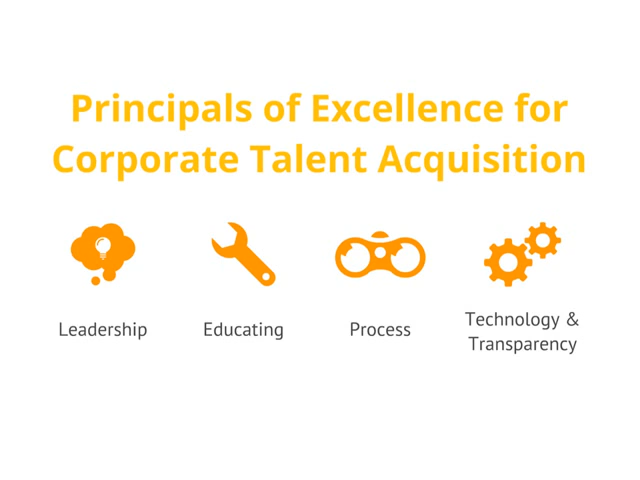 Principals of Excellence for
Corporate Talent Acquisition
Leadership
Educating
Process
Technology &
Transparency